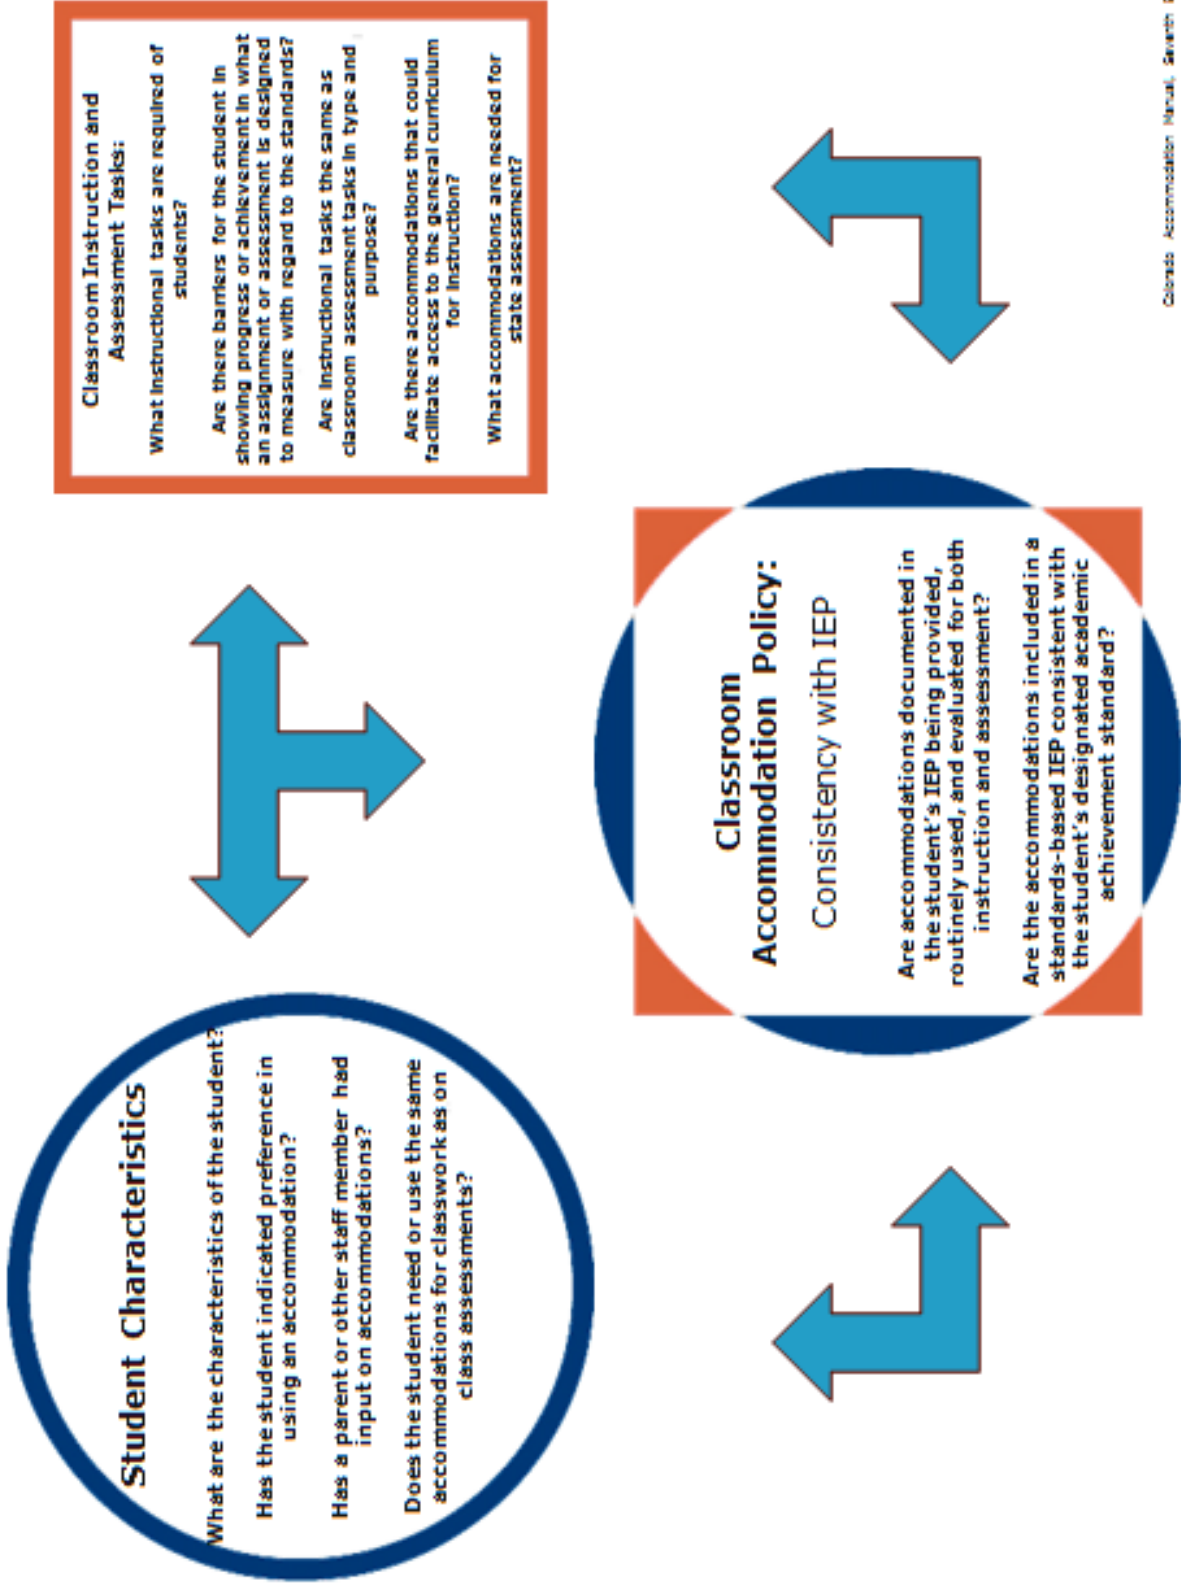 Student Characteristics
What are the characteristics of the student?
Has the student indicated preference in
using an accommodation?
Has a parent or other staff member had
input on accommodations?
Does the student need or use the same
accommodations for classwork as on
class assessments?
Classroom Instruction and
Assessment Tasks:
What instructional tasks are required of
students?
Are there barriers for the student in
showing progress or achievement in what
an assignment or assessment is designed
to measure with regard to the standards?
Are instructional tasks the same as
classroom assessment tasks in type and
purpose?
Are there accommodations that could
facilitate access to the general curriculum
for instruction?
What accommodations are needed for
state assessment?
Classroom
Accommodation Policy:
Consistency with IEP
Are accommodations documented in
the student's IEP being provided,
routinely used, and evaluated for both
instruction and assessment?
Are the accommodations included in a
standards-based IEP consistent with
the student's designated academic
achievement standard?
Colorado Accommodation Manual, Seventh